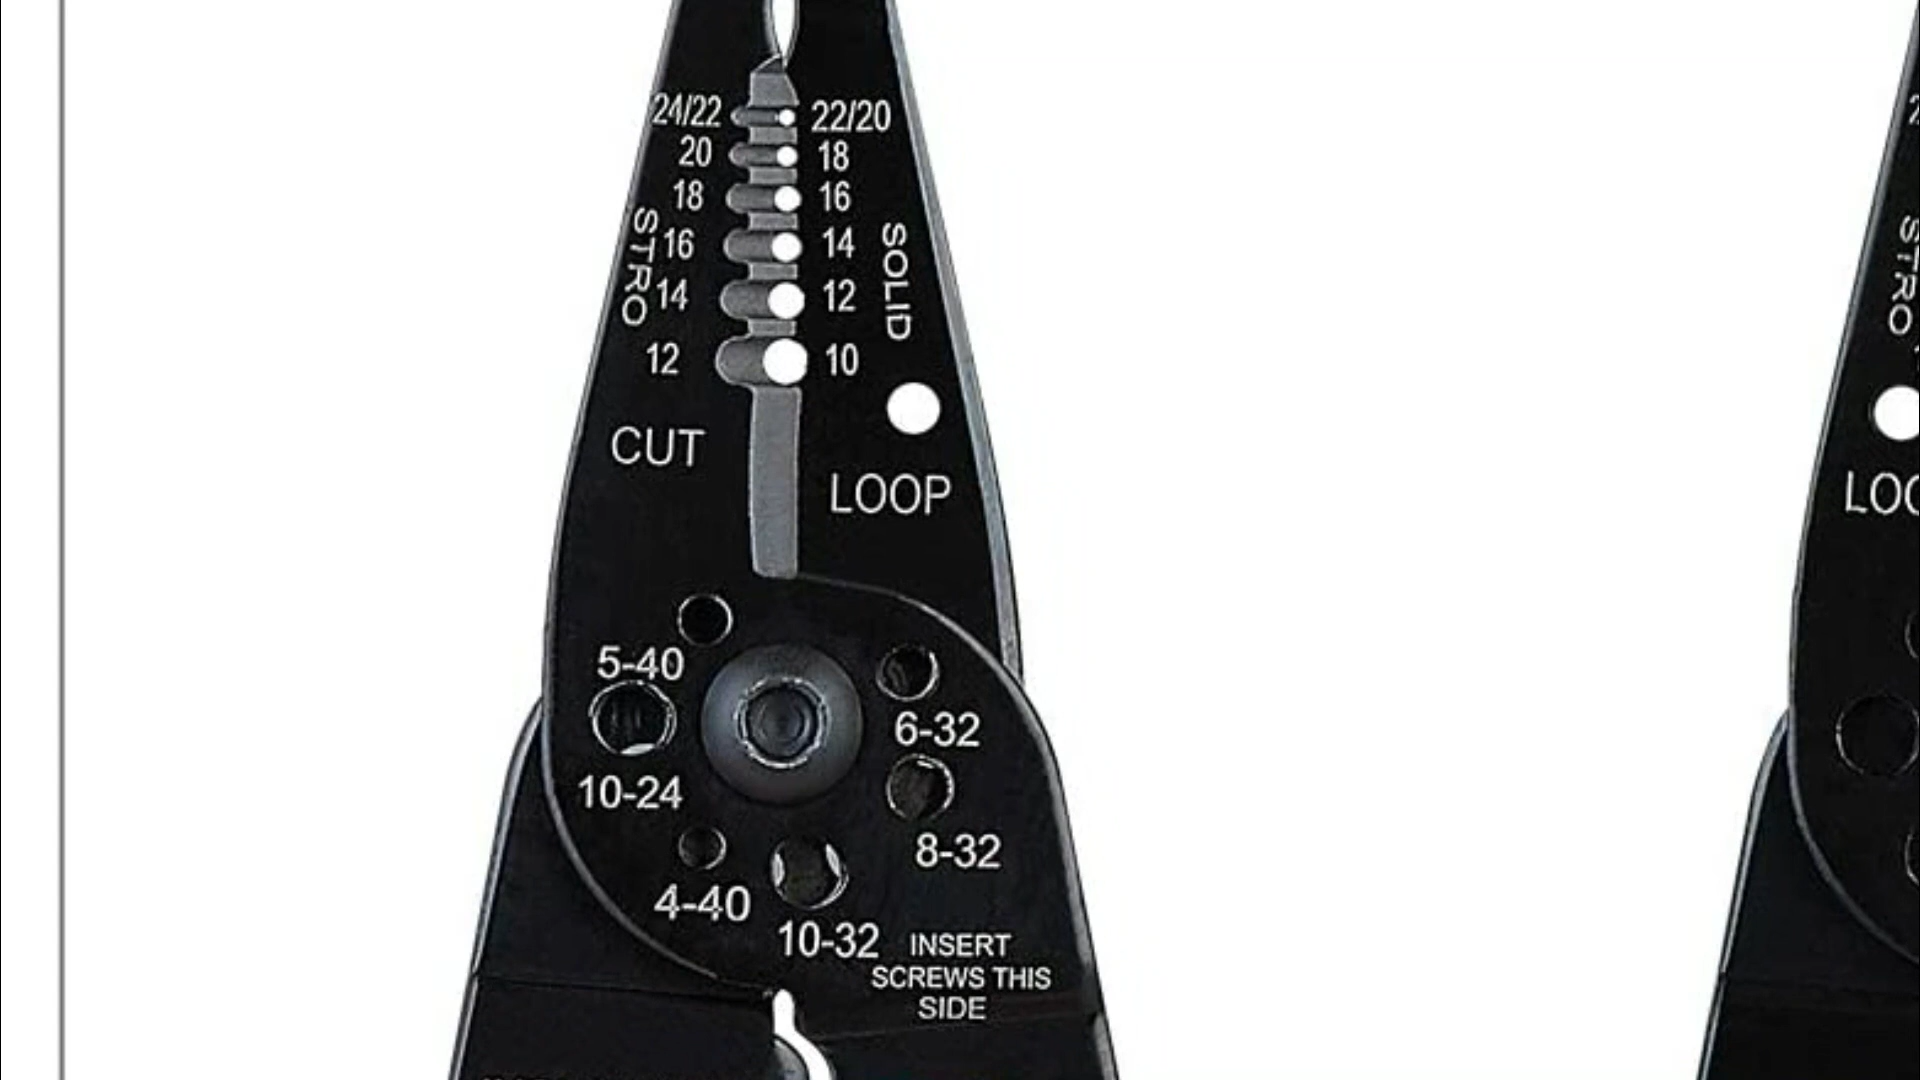 24/22 22/20
20 18
18 16
16 14
14 12
12 10
STRO
SOLID
CUT
LOOP
5-40
6-32
10-24
8-32
4-40
10-32
INSERT
SCREWS THIS
SIDE
STRO